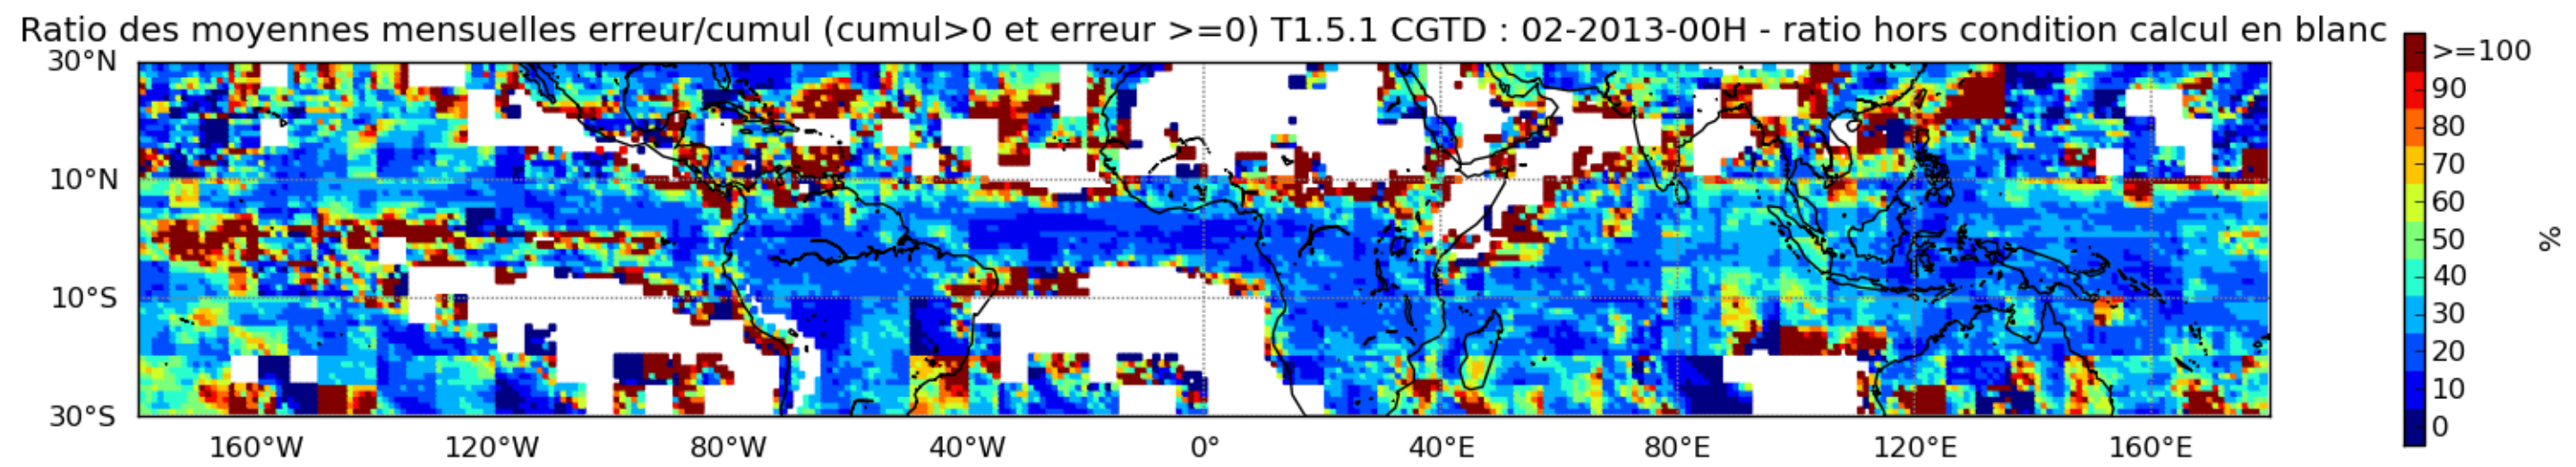 Ratio des moyennes mensuelles erreur/cumul (cumul>0 et erreur >=0) T1.5.1 CGTD : 02-2013-00H - ratio hors condition calcul en blanc
30°N
10°N
10°S
30°S
160°W 120°W 80°W 40°W 0° 40°E 80°E 120°E 160°E
>=100
90
80
70
60
50
40
30
20
10
0
%